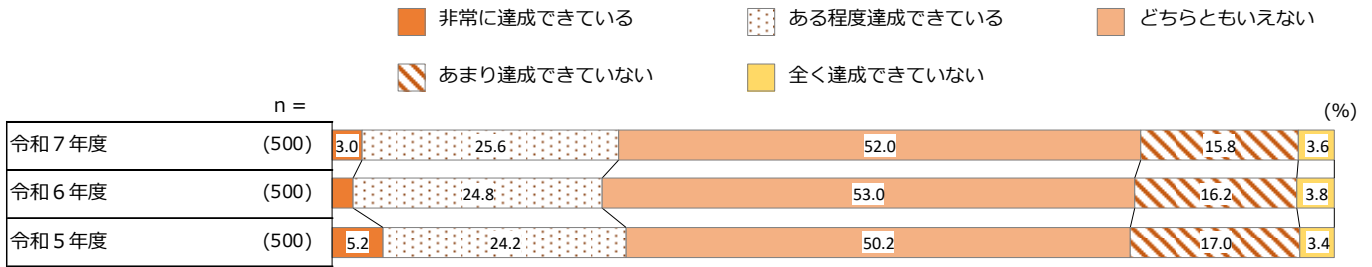 非常に達成できている ある程度達成できている どちらともいえない
あまり達成できていない 全く達成できていない
n = (%)
令和７年度 (500) 3.0 25.6 52.0 15.8 3.6
令和６年度 (500) 24.8 53.0 16.2 3.8
令和５年度 (500) 5.2 24.2 50.2 17.0 3.4